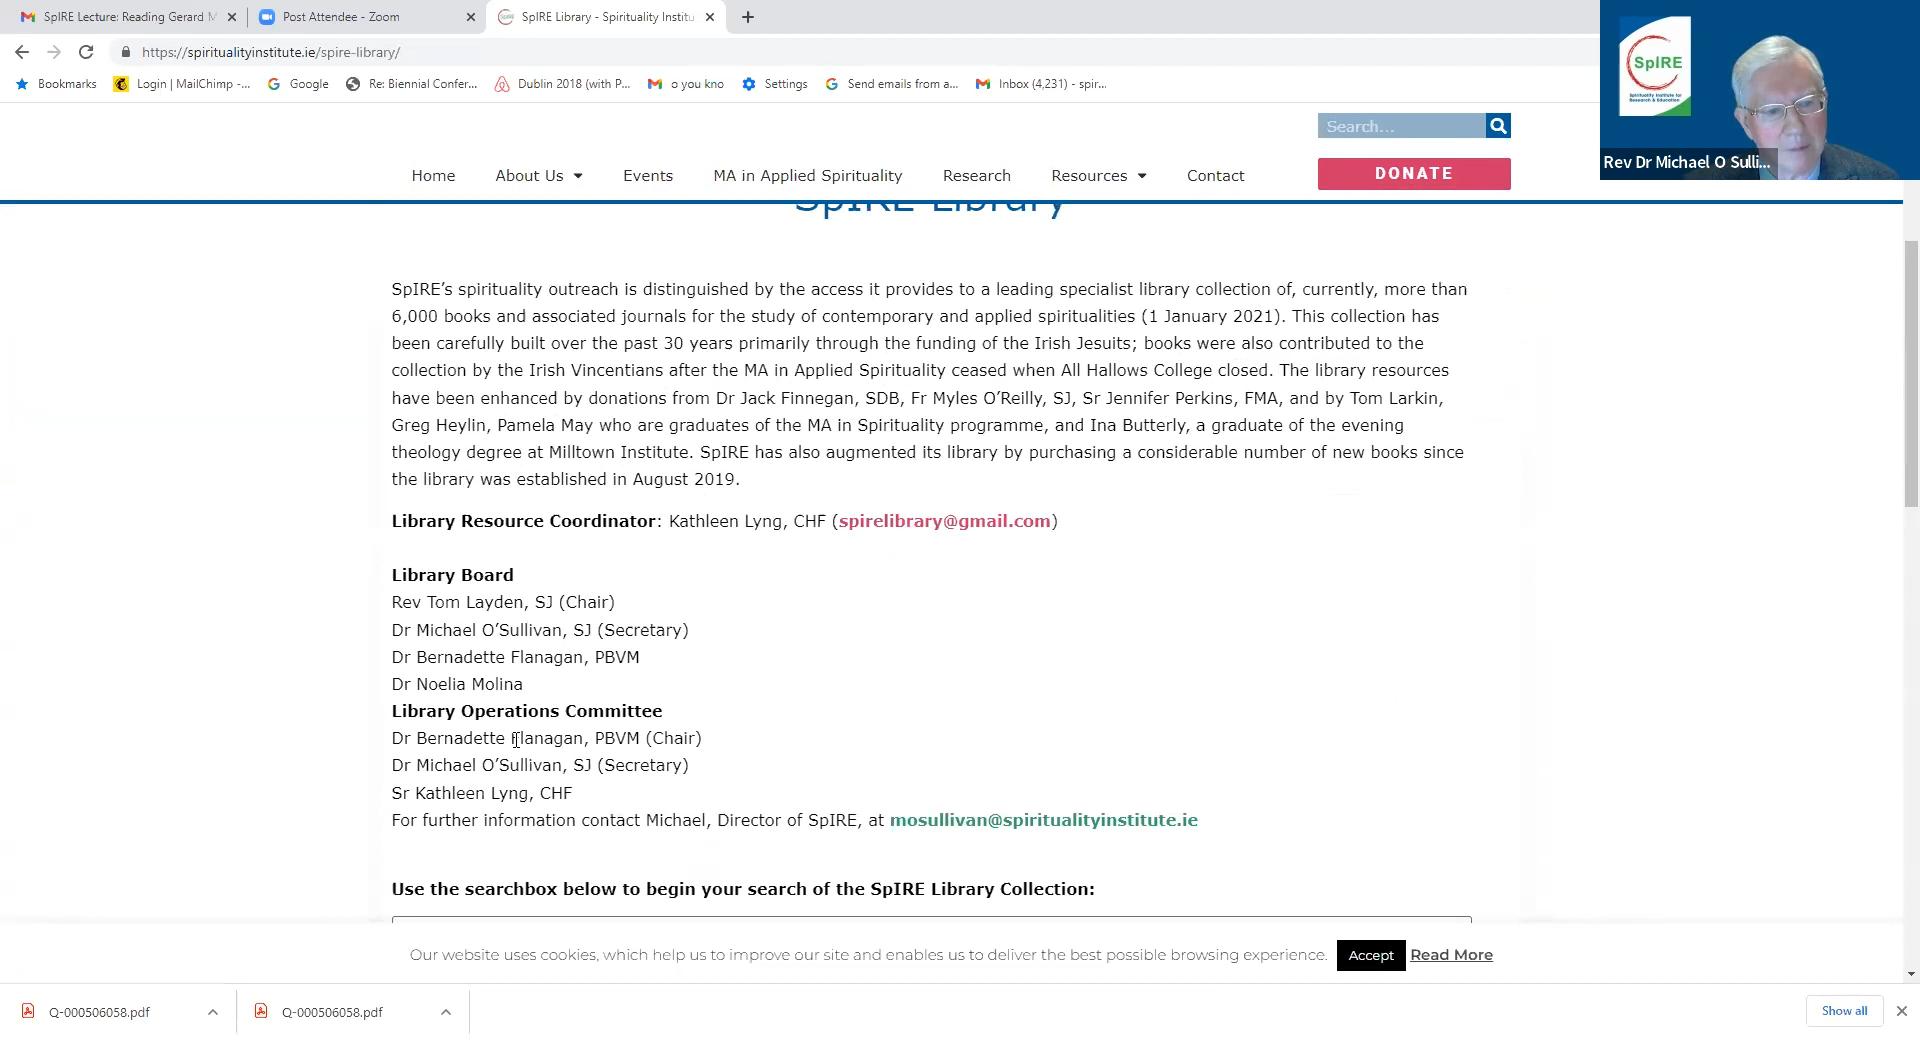 SpIRE Lecture: Reading Gerard M
Post Attendee - Zoom
SpIRE Library - Spirituality Institu
https://spiritualityinstitute.ie/spire-library/
Bookmarks
Login | MailChimp -...
Google
Re: Biennial Confer...
Dublin 2018 (with P...
o you kno
Settings
Send emails from a...
Inbox (4,231) - spir...
SpIRE
Spirituality Institute for
Research & Education
Rev Dr Michael O Sulli...
Search...
Home
About Us
Events
MA in Applied Spirituality
Research
Resources
Contact
DONATE
SpIRE Library
SpIRE’s spirituality outreach is distinguished by the access it provides to a leading specialist library collection of, currently, more than
6,000 books and associated journals for the study of contemporary and applied spiritualities (1 January 2021). This collection has
been carefully built over the past 30 years primarily through the funding of the Irish Jesuits; books were also contributed to the
collection by the Irish Vincentians after the MA in Applied Spirituality ceased when All Hallows College closed. The library resources
have been enhanced by donations from Dr Jack Finnegan, SDB, Fr Myles O’Reilly, SJ, Sr Jennifer Perkins, FMA, and by Tom Larkin,
Greg Heylin, Pamela May who are graduates of the MA in Spirituality programme, and Ina Butterly, a graduate of the evening
theology degree at Milltown Institute. SpIRE has also augmented its library by purchasing a considerable number of new books since
the library was established in August 2019.
Library Resource Coordinator: Kathleen Lyng, CHF (spirelibrary@gmail.com)
Library Board
Rev Tom Layden, SJ (Chair)
Dr Michael O’Sullivan, SJ (Secretary)
Dr Bernadette Flanagan, PBVM
Dr Noelia Molina
Library Operations Committee
Dr Bernadette Flanagan, PBVM (Chair)
Dr Michael O’Sullivan, SJ (Secretary)
Sr Kathleen Lyng, CHF
For further information contact Michael, Director of SpIRE, at mosullivan@spiritualityinstitute.ie
Use the searchbox below to begin your search of the SpIRE Library Collection:
Our website uses cookies, which help us to improve our site and enables us to deliver the best possible browsing experience.
Accept
Read More
Q-000506058.pdf
Q-000506058.pdf
Show all